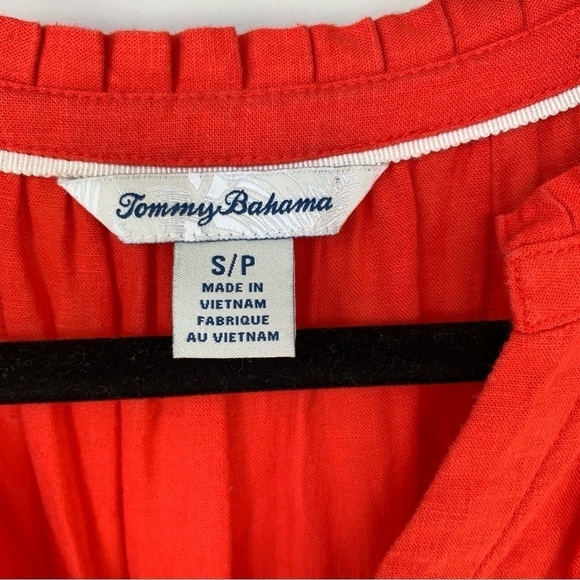 Tommy Bahama
S/P
MADE IN
VIETNAM
FABRIQUE
AU VIETNAM